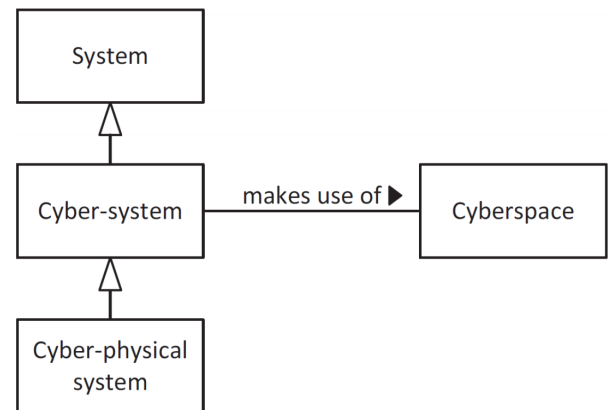 System
Cyber-system
makes use of
Cyberspace
Cyber-physical
system